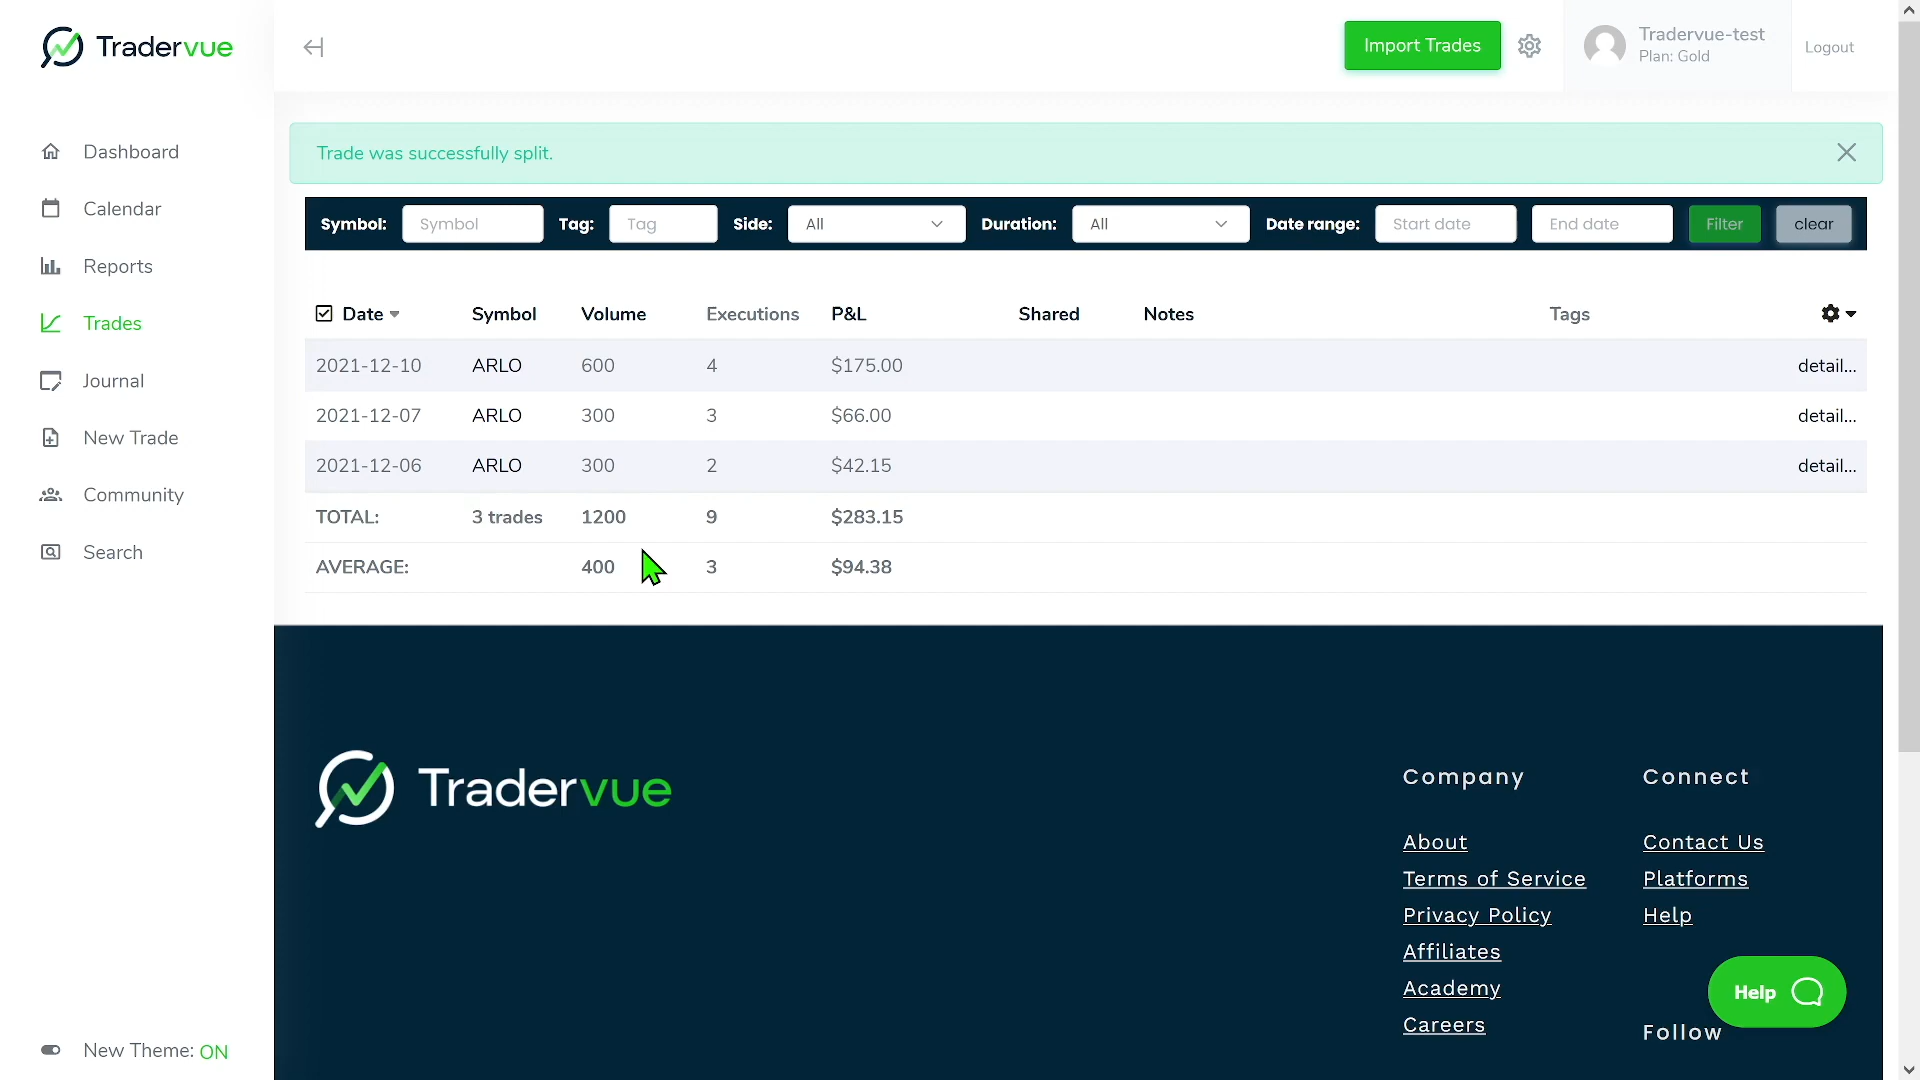 Tradervue
Import Trades
Tradervue-test
Plan: Gold
Logout
Dashboard
Calendar
Reports
Trades
Journal
New Trade
Community
Search
New Theme: ON
Trade was successfully split.
Symbol: Symbol Tag: Tag Side: All Duration: All Date range: Start date End date Filter clear
Date Symbol Volume Executions P&L Shared Notes Tags
2021-12-10 ARLO 600 4 $175.00 detail...
2021-12-07 ARLO 300 3 $66.00 detail...
2021-12-06 ARLO 300 2 $42.15 detail...
TOTAL: 3 trades 1200 9 $283.15
AVERAGE: 400 3 $94.38
Tradervue
Company
About
Terms of Service
Privacy Policy
Affiliates
Academy
Careers
Connect
Contact Us
Platforms
Help
Follow
Help